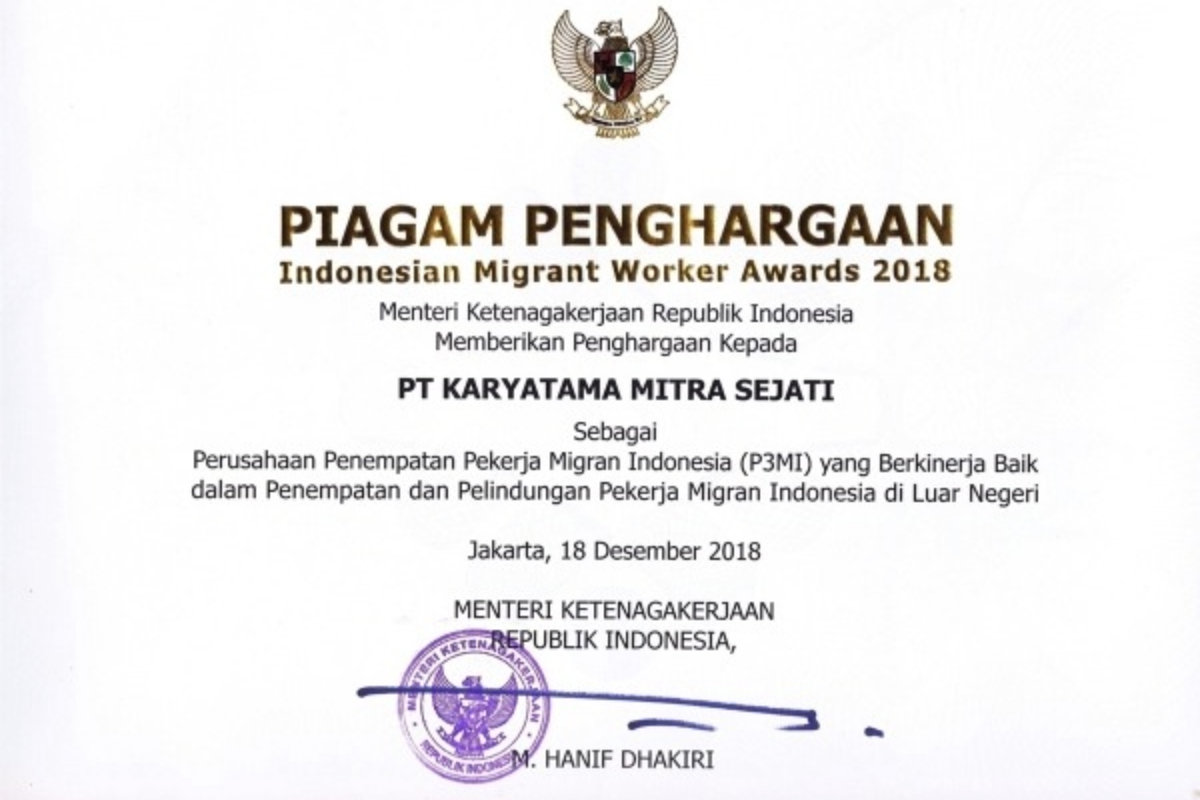 PIAGAM PENGHARGAAN
Indonesian Migrant Worker Awards 2018
Menteri Ketenagakerjaan Republik Indonesia
Memberikan Penghargaan Kepada
PT KARYATAMA MITRA SEJATI
Sebagai
Perusahaan Penempatan Pekerja Migran Indonesia (P3MI) yang Berkinerja Baik
dalam Penempatan dan Pelindungan Pekerja Migran Indonesia di Luar Negeri
Jakarta, 18 Desember 2018
MENTERI KETENAGAKERJAAN
REPUBLIK INDONESIA,
MENTERI KETENAGAKERJAAN
REPUBLIK INDONESIA
M. HANIF DHAKIRI